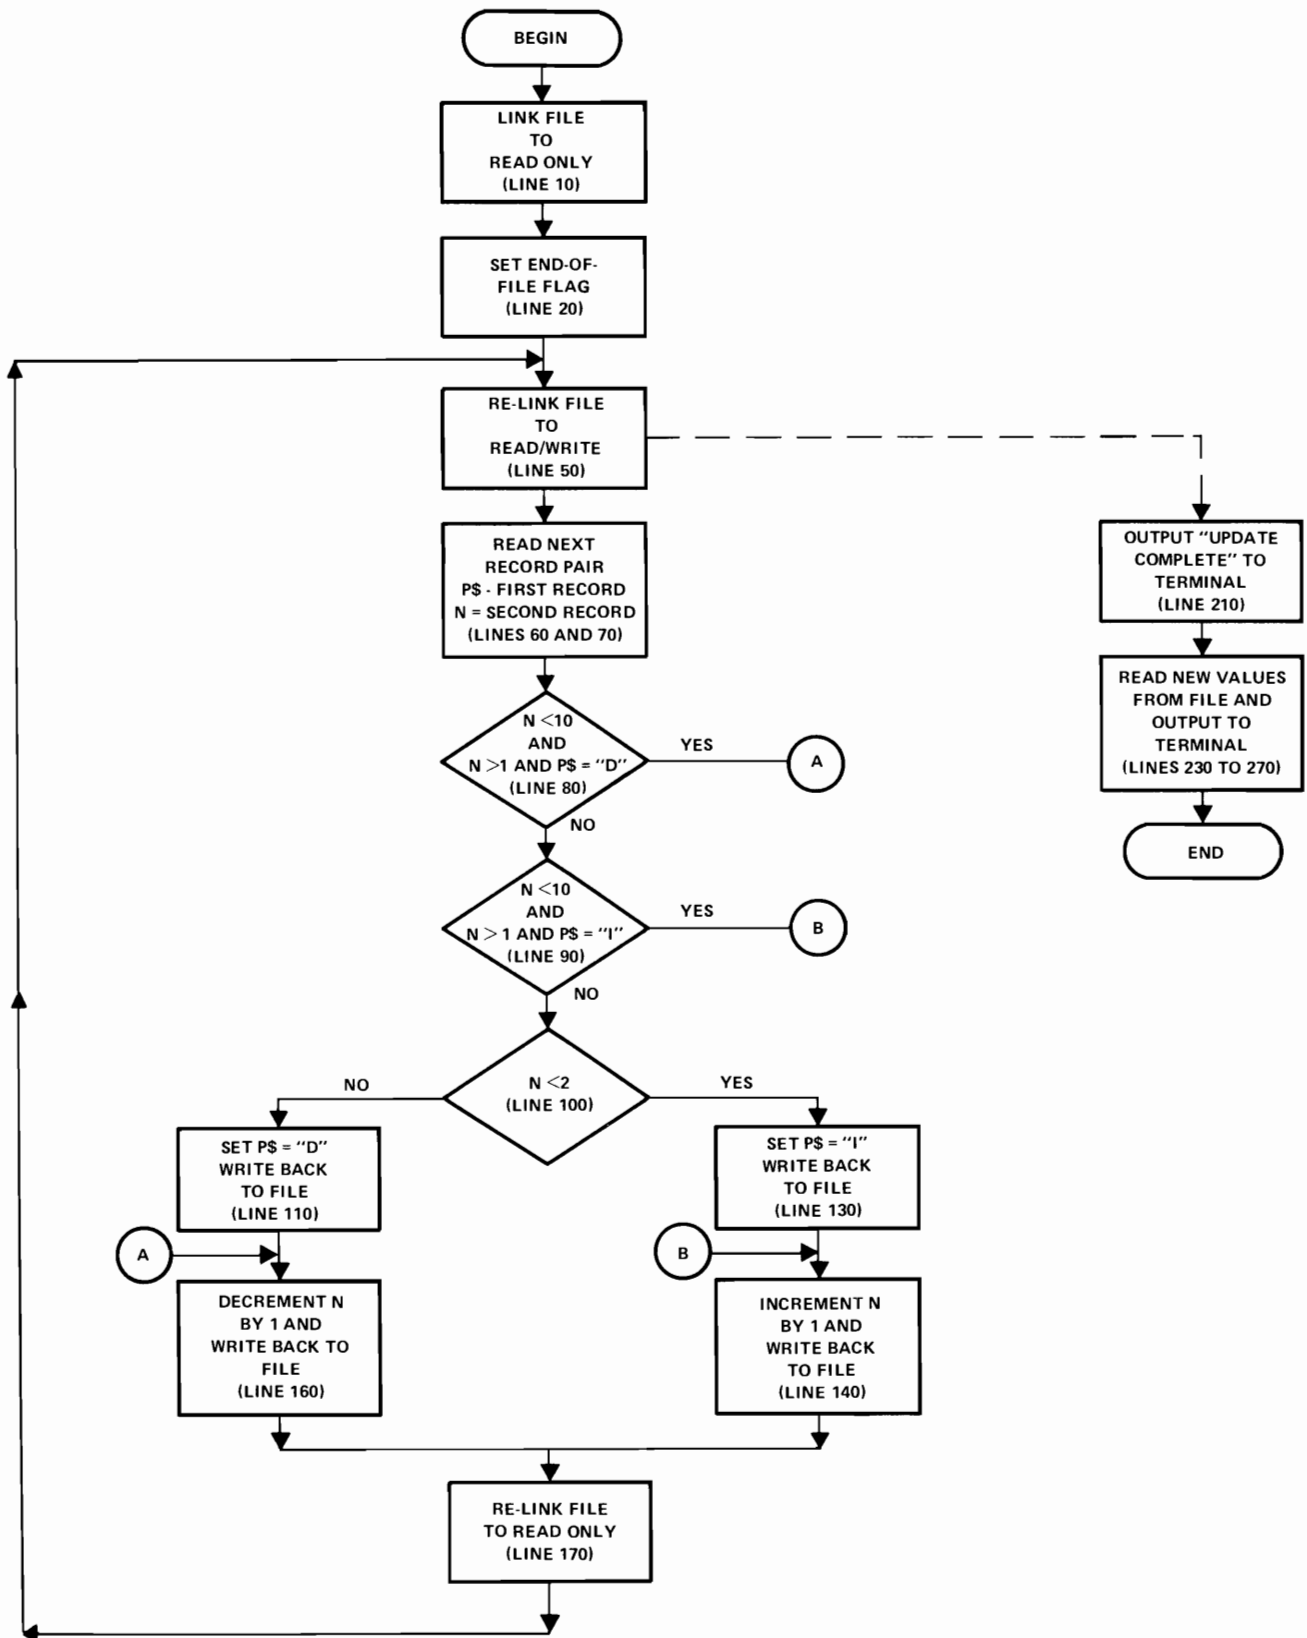 BEGIN
LINK FILE
TO
READ ONLY
(LINE 10)
SET END-OF-
FILE FLAG
(LINE 20)
RE-LINK FILE
TO
READ/WRITE
(LINE 50)
READ NEXT
RECORD PAIR
P$ - FIRST RECORD
N = SECOND RECORD
(LINES 60 AND 70)
OUTPUT "UPDATE
COMPLETE" TO
TERMINAL
(LINE 210)
READ NEW VALUES
FROM FILE AND
OUTPUT TO
TERMINAL
(LINES 230 TO 270)
END
N <10
AND
N >1 AND P$ = "D"
(LINE 80)
YES
A
NO
N <10
AND
N > 1 AND P$ = "I"
(LINE 90)
YES
B
NO
N <2
(LINE 100)
NO
YES
SET P$ = "D"
WRITE BACK
TO FILE
(LINE 110)
SET P$ = "I"
WRITE BACK
TO FILE
(LINE 130)
A
B
DECREMENT N
BY 1 AND
WRITE BACK TO
FILE
(LINE 160)
INCREMENT N
BY 1 AND
WRITE BACK
TO FILE
(LINE 140)
RE-LINK FILE
TO READ ONLY
(LINE 170)